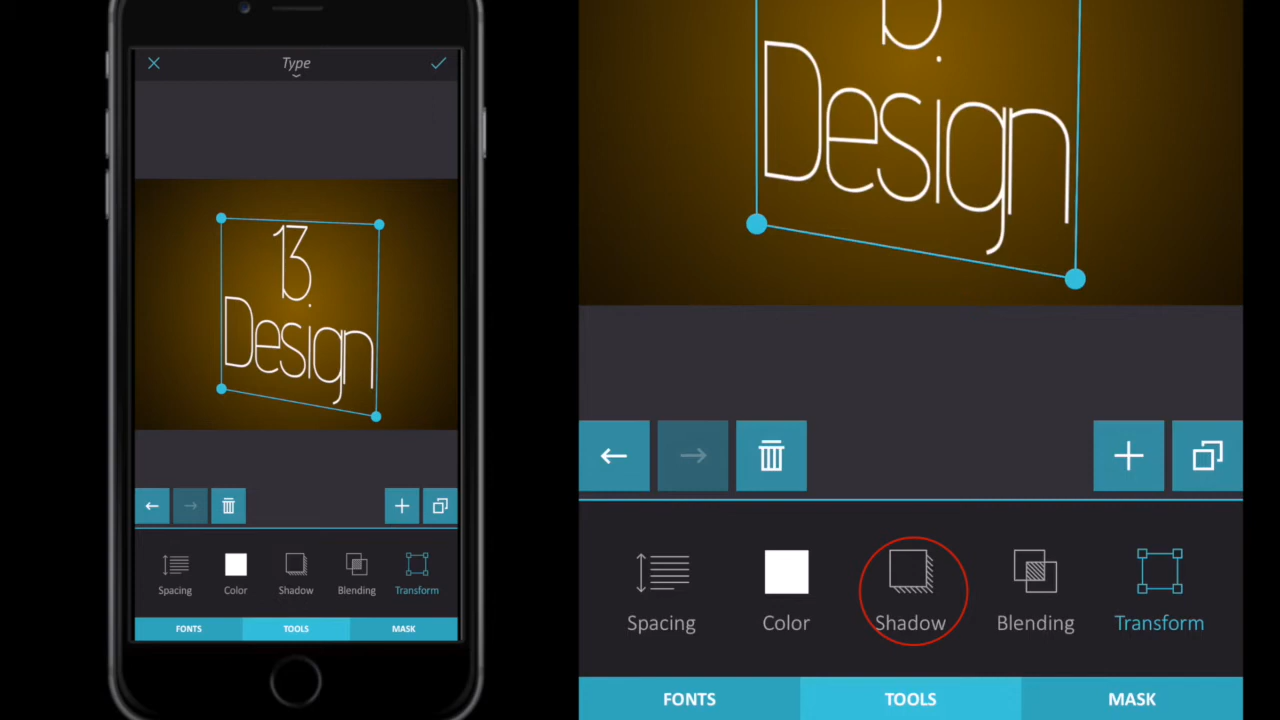 Type
13.
Design
Spacing
Color
Shadow
Blending
Transform
FONTS
TOOLS
MASK
Design
Spacing
Color
Shadow
Blending
Transform
FONTS
TOOLS
MASK